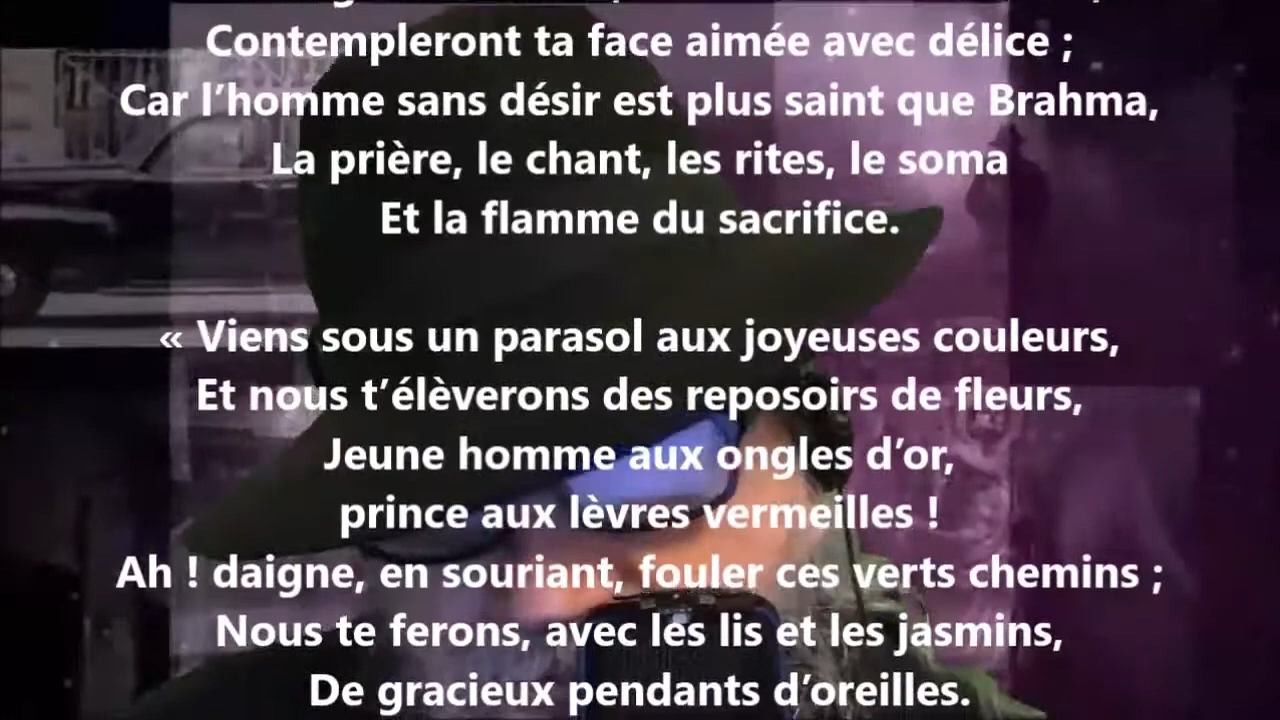 Contempleront ta face aimée avec délice ;
Car l’homme sans désir est plus saint que Brahma,
La prière, le chant, les rites, le soma
Et la flamme du sacrifice.
« Viens sous un parasol aux joyeuses couleurs,
Et nous t’élèverons des reposoirs de fleurs,
Jeune homme aux ongles d’or,
prince aux lèvres vermeilles !
Ah ! daigne, en souriant, fouler ces verts chemins ;
Nous te ferons, avec les lis et les jasmins,
De gracieux pendants d’oreilles.